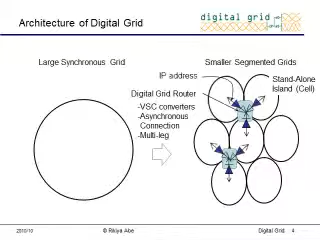 Architecture of Digital Grid
digital grid
Large Synchronous Grid
Smaller Segmented Grids
IP address
Stand-Alone
Island (Cell)
Digital Grid Router
-VSC converters
-Asynchronous
Connection
-Multi-leg
2010/10
© Rikiya Abe
Digital Grid
4